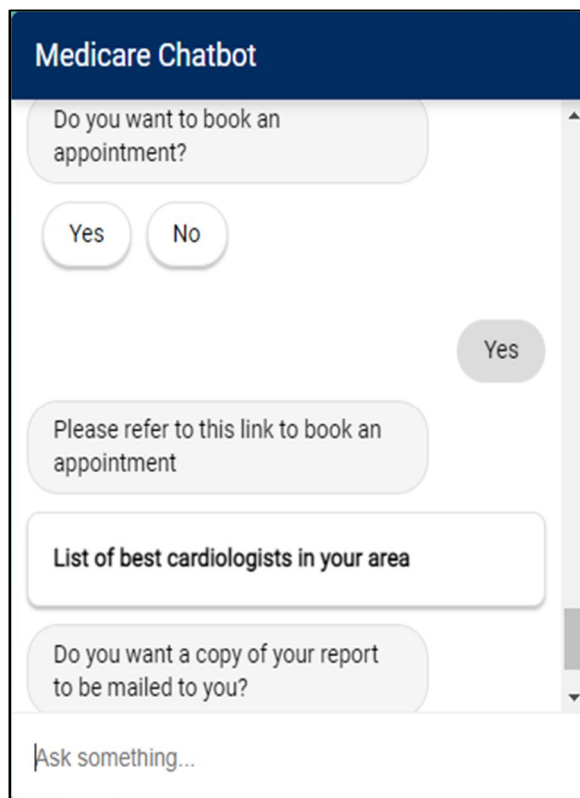 Medicare Chatbot
Do you want to book an
appointment?
Yes
No
Yes
Please refer to this link to book an
appointment
List of best cardiologists in your area
Do you want a copy of your report
to be mailed to you?
Ask something...